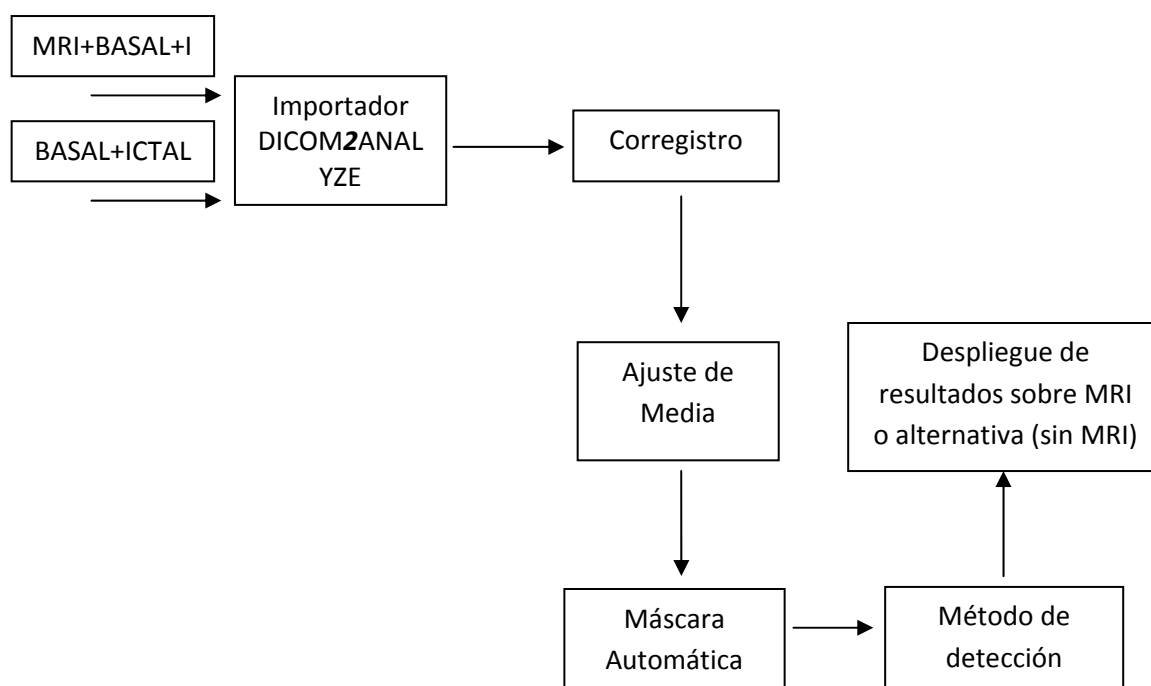 MRI+BASAL+I
BASAL+ICTAL
Importador
DICOM2ANAL
YZE
Corregistro
Ajuste de
Media
Máscara
Automática
Método de
detección
Despliegue de
resultados sobre MRI
o alternativa (sin MRI)